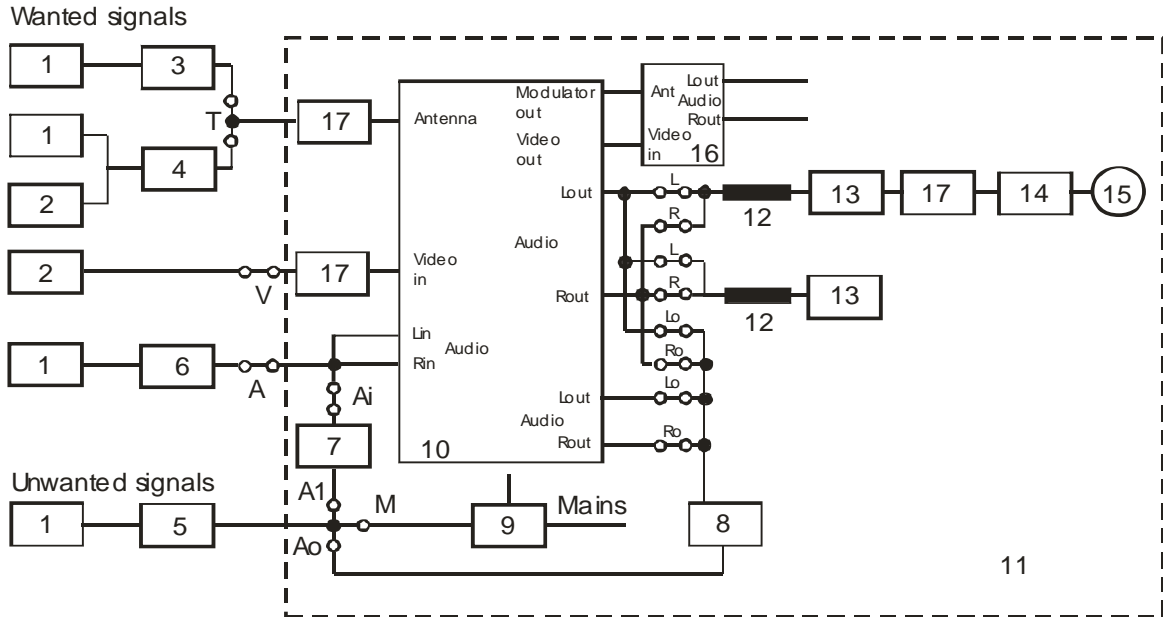 Wanted signals
1
3
T
1
4
2
17
Antenna
Modulator
out
Video
out
Ant
Lout
Audio
Rout
Video
in
16
Lout
L
R
12
13
17
14
15
Audio
2
V
17
Video
in
L
R
Rout
12
13
1
6
A
Lin
Audio
Rin
Ai
Lo
Ro
Lout
Lo
7
10
Audio
Rout
Ro
Unwanted signals
1
5
A1
M
Ao
9
Mains
8
11